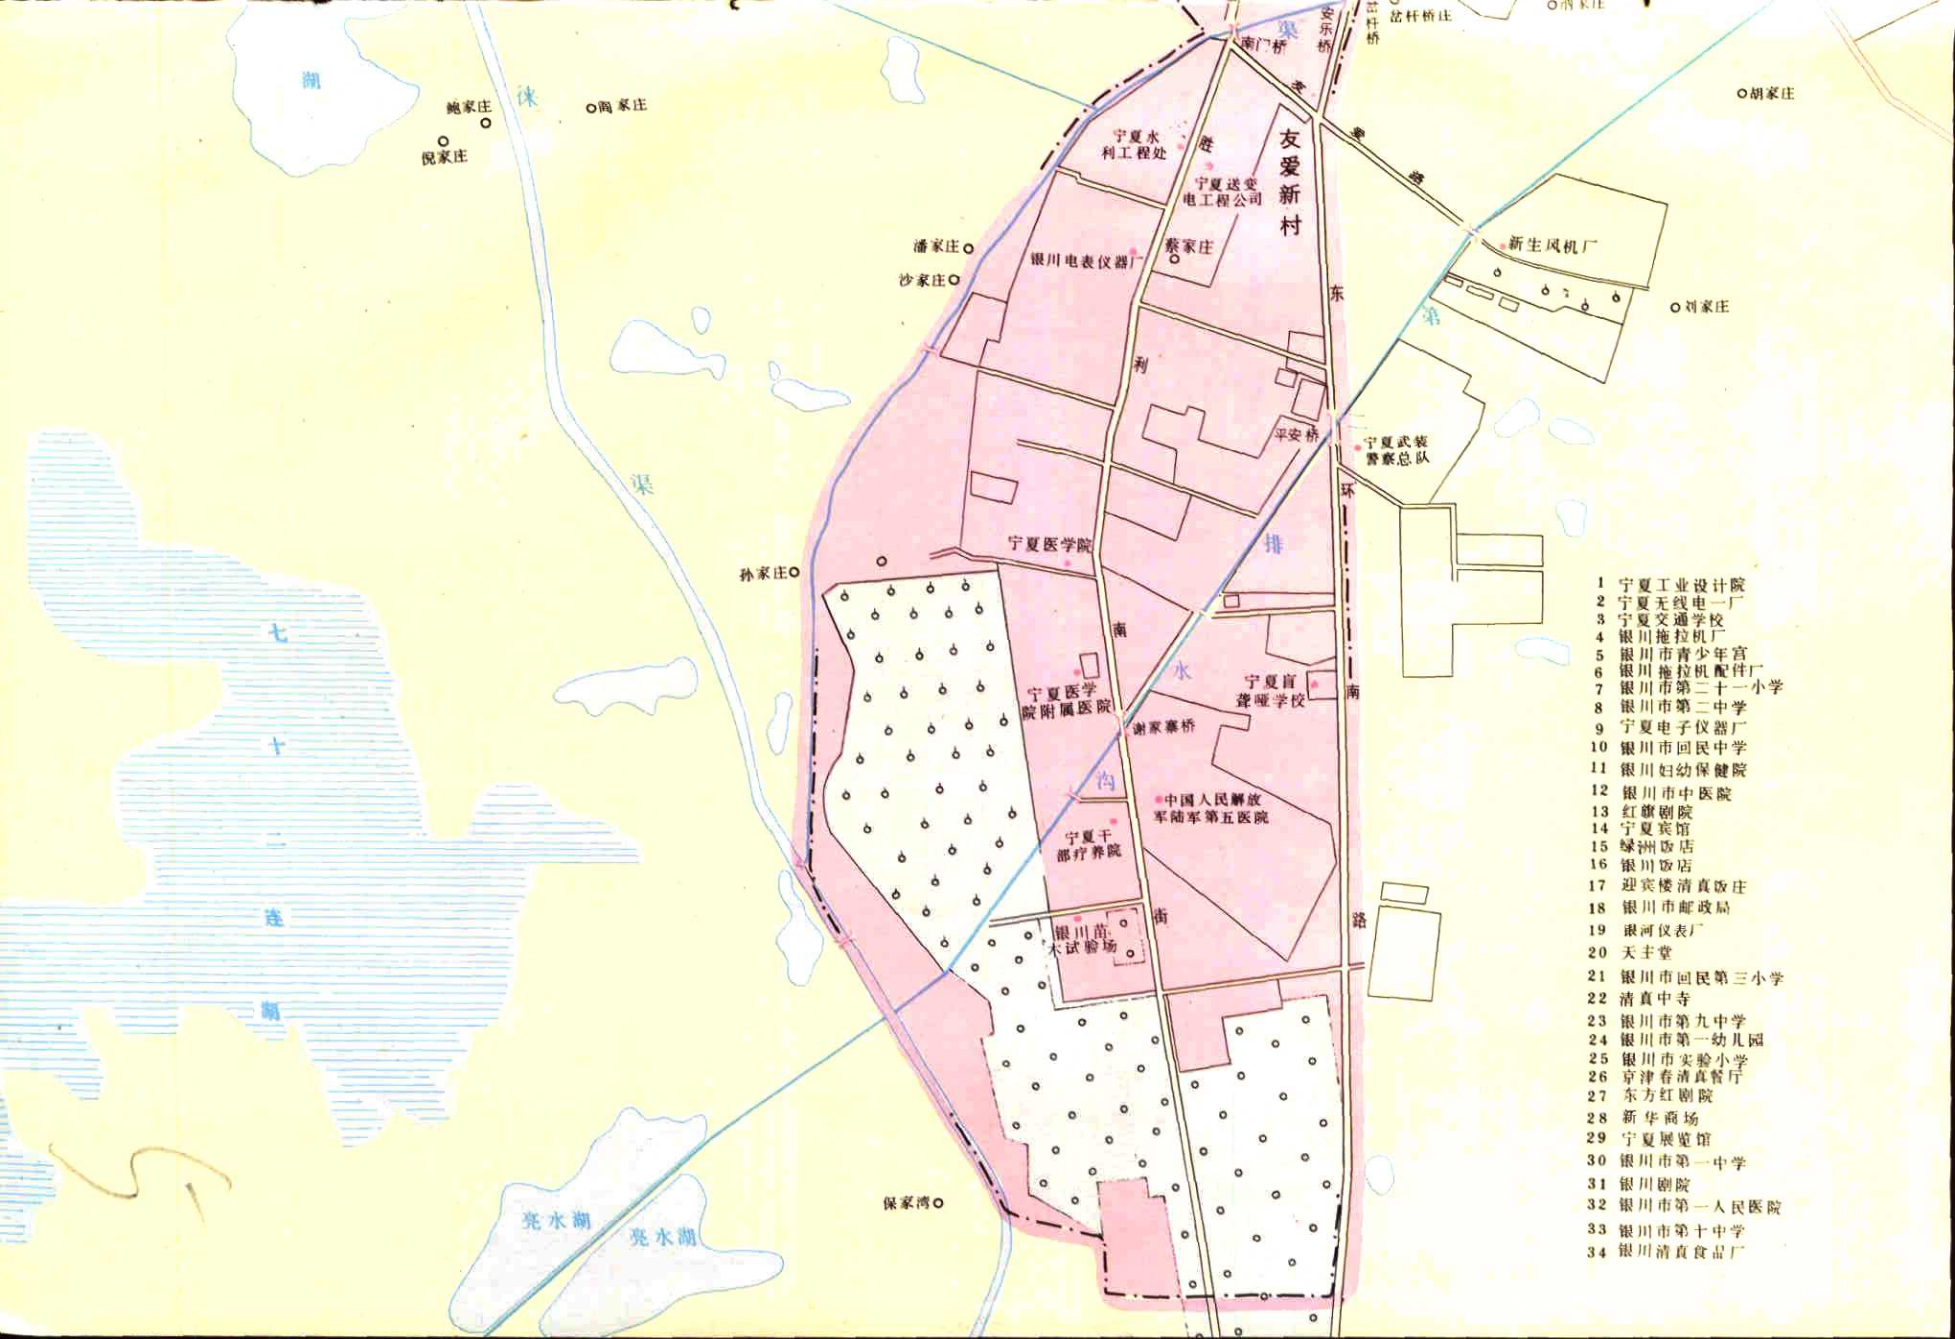 安乐桥
岔杆桥庄
南门桥
渠
湖
鲍家庄
倪家庄
阎家庄
徕
渠
胡家庄
友
爱
路
宁夏水
利工程处
胜
友爱新村
宁夏送变
电工程公司
潘家庄
沙家庄
银川电表仪器厂
蔡家庄
新生风机厂
刘家庄
东
第
利
平安桥
宁夏武装
警察总队
环
排
宁夏医学院
孙家庄
南
水
宁夏医学
院附属医院
宁夏盲
聋哑学校
南
谢家寨桥
沟
中国人民解放
军陆军第五医院
宁夏干
部疗养院
街
路
银川苗
木试验场
七
十
二
连
湖
亮水湖
亮水湖
保家湾
1 宁夏工业设计院
2 宁夏无线电一厂
3 宁夏交通学校
4 银川拖拉机厂
5 银川市青少年宫
6 银川拖拉机配件厂
7 银川市第二十一小学
8 银川市第二中学
9 宁夏电子仪器厂
10 银川市回民中学
11 银川妇幼保健院
12 银川市中医院
13 红旗剧院
14 宁夏宾馆
15 绿洲饭店
16 银川饭店
17 迎宾楼清真饭庄
18 银川市邮政局
19 银河仪表厂
20 天主堂
21 银川市回民第三小学
22 清真中寺
23 银川市第九中学
24 银川市第一幼儿园
25 银川市实验小学
26 京津春清真餐厅
27 东方红剧院
28 新华商场
29 宁夏展览馆
30 银川市第一中学
31 银川剧院
32 银川市第一人民医院
33 银川市第十中学
34 银川清真食品厂